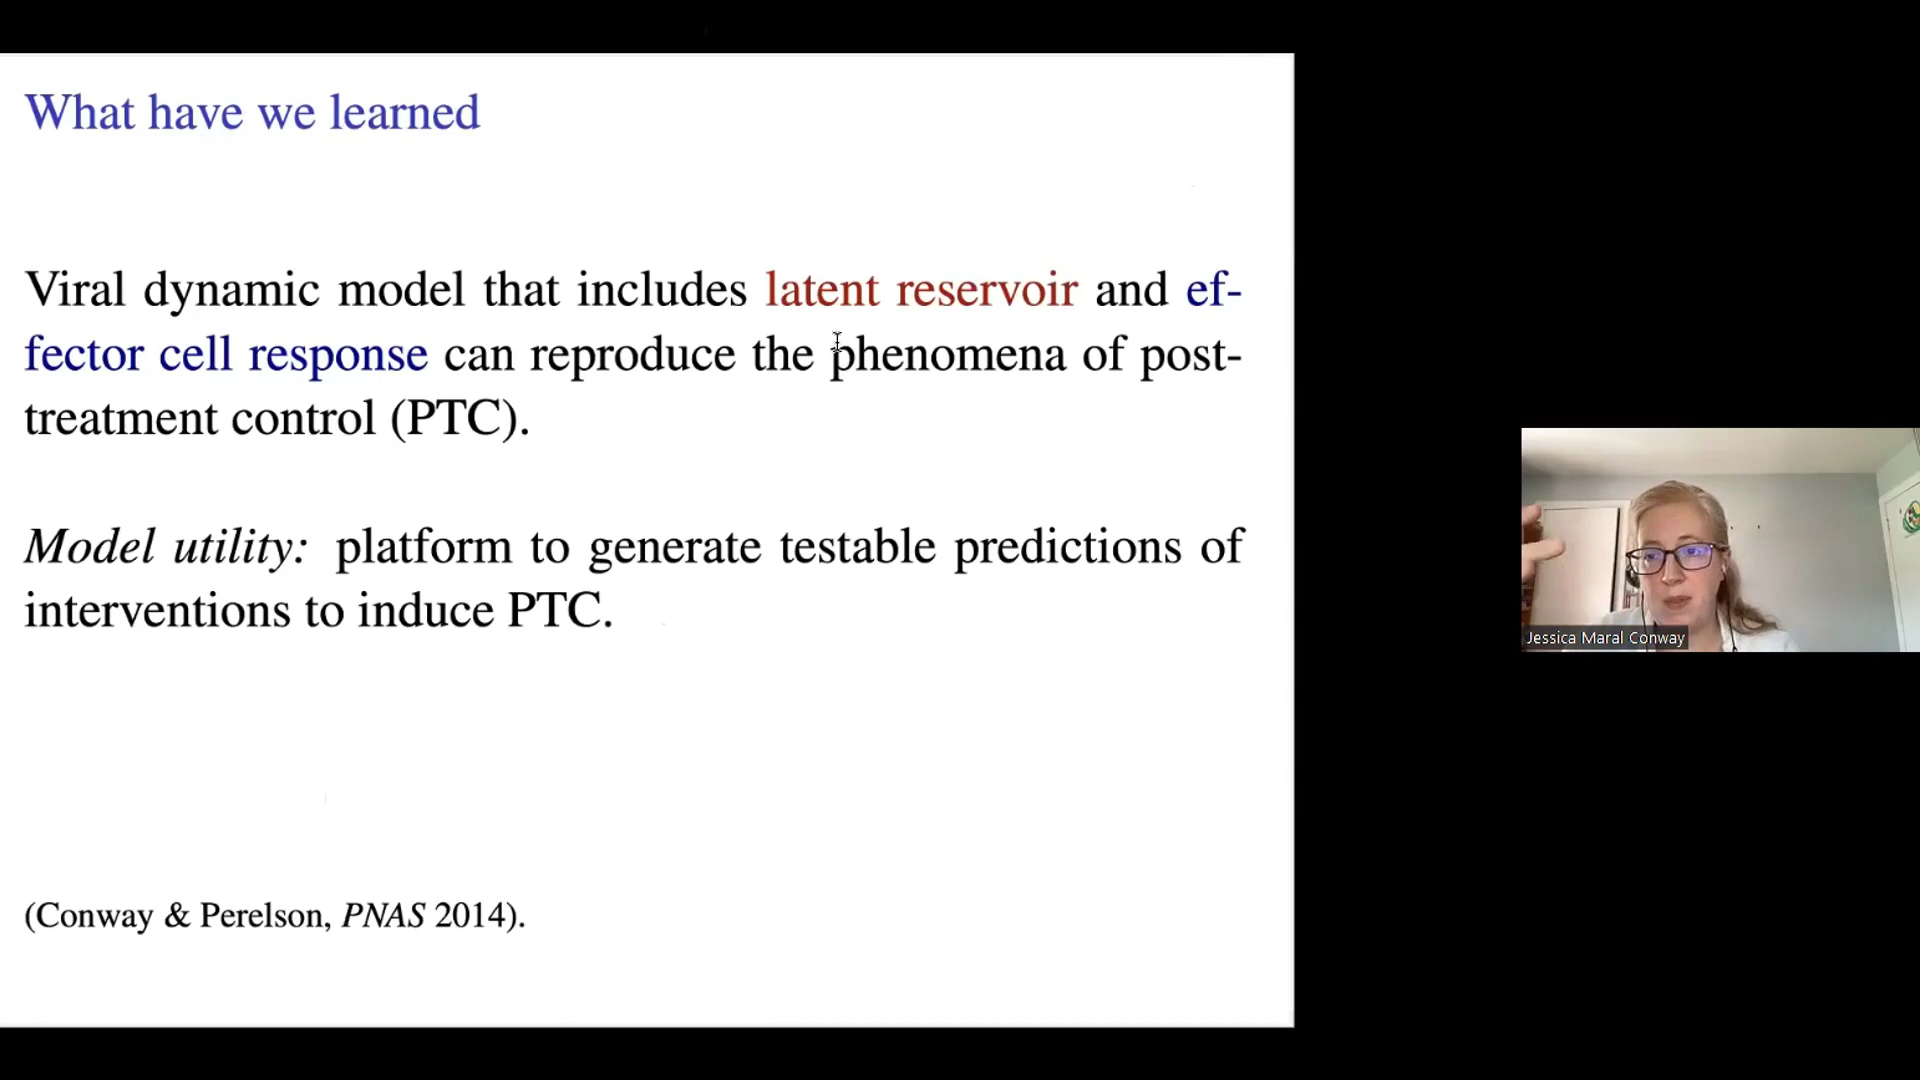 What have we learned
Viral dynamic model that includes latent reservoir and ef-
fector cell response can reproduce the phenomena of post-
treatment control (PTC).
Model utility: platform to generate testable predictions of
interventions to induce PTC.
(Conway & Perelson, PNAS 2014).
Jessica Maral Conway